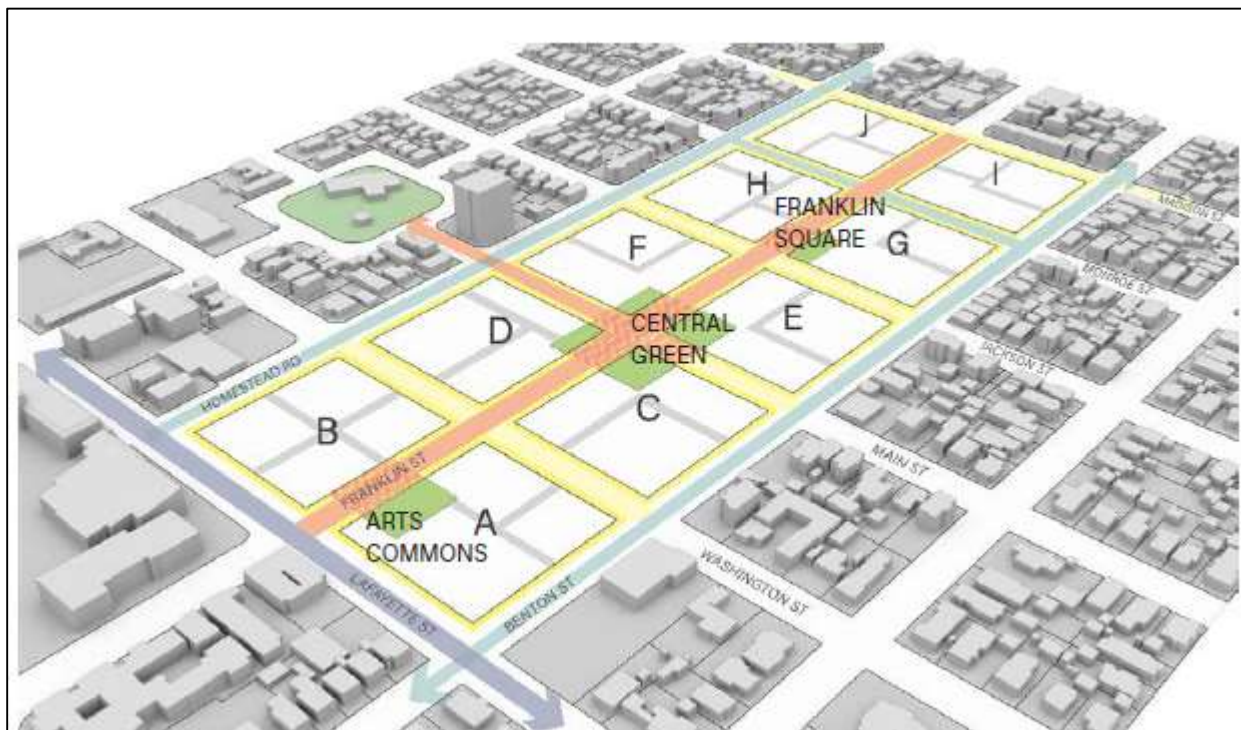 J
I
H
FRANKLIN
SQUARE
MADISON ST
F
G
MONROE ST
CENTRAL
GREEN
E
D
JACKSON ST
HOMESTEAD RD
C
B
MAIN ST
FRANKLIN ST
ARTS
COMMONS
A
WASHINGTON ST
LAFAYETTE ST
BENTON ST